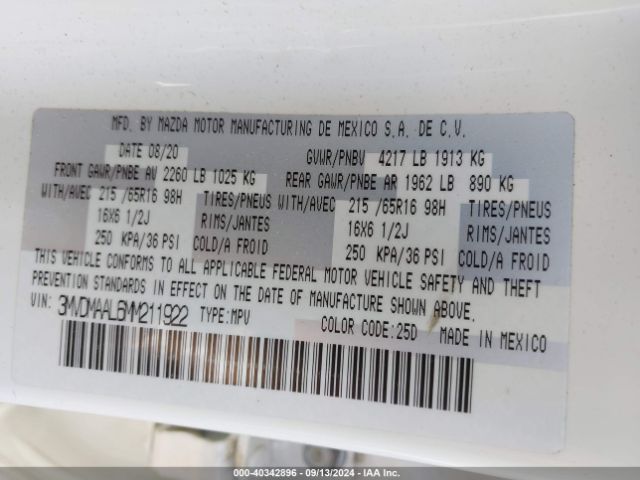 MFD. BY MAZDA MOTOR MANUFACTURING DE MEXICO S.A. DE C.V.
DATE 08/20 GVWR/PNBV 4217 LB 1913 KG
FRONT GAWR/PNBE AV 2260 LB 1025 KG REAR GAWR/PNBE AR 1962 LB 890 KG
WITH/AVEC 215 /65R16 98H TIRES/PNEUS WITH/AVEC 215 /65R16 98H TIRES/PNEUS
16X6 1/2J RIMS/JANTES 16X6 1/2J RIMS/JANTES
250 KPA/36 PSI COLD/A FROID 250 KPA/36 PSI COLD/A FROID
THIS VEHICLE CONFORMS TO ALL APPLICABLE FEDERAL MOTOR VEHICLE SAFETY AND THEFT
PREVENTION STANDARDS IN EFFECT ON THE DATE OF MANUFACTURE SHOWN ABOVE.
VIN: 3MVDMAAL6MM211922 TYPE:MPV COLOR CODE:25D MADE IN MEXICO
000-40342896 - 09/13/2024 - IAA Inc.